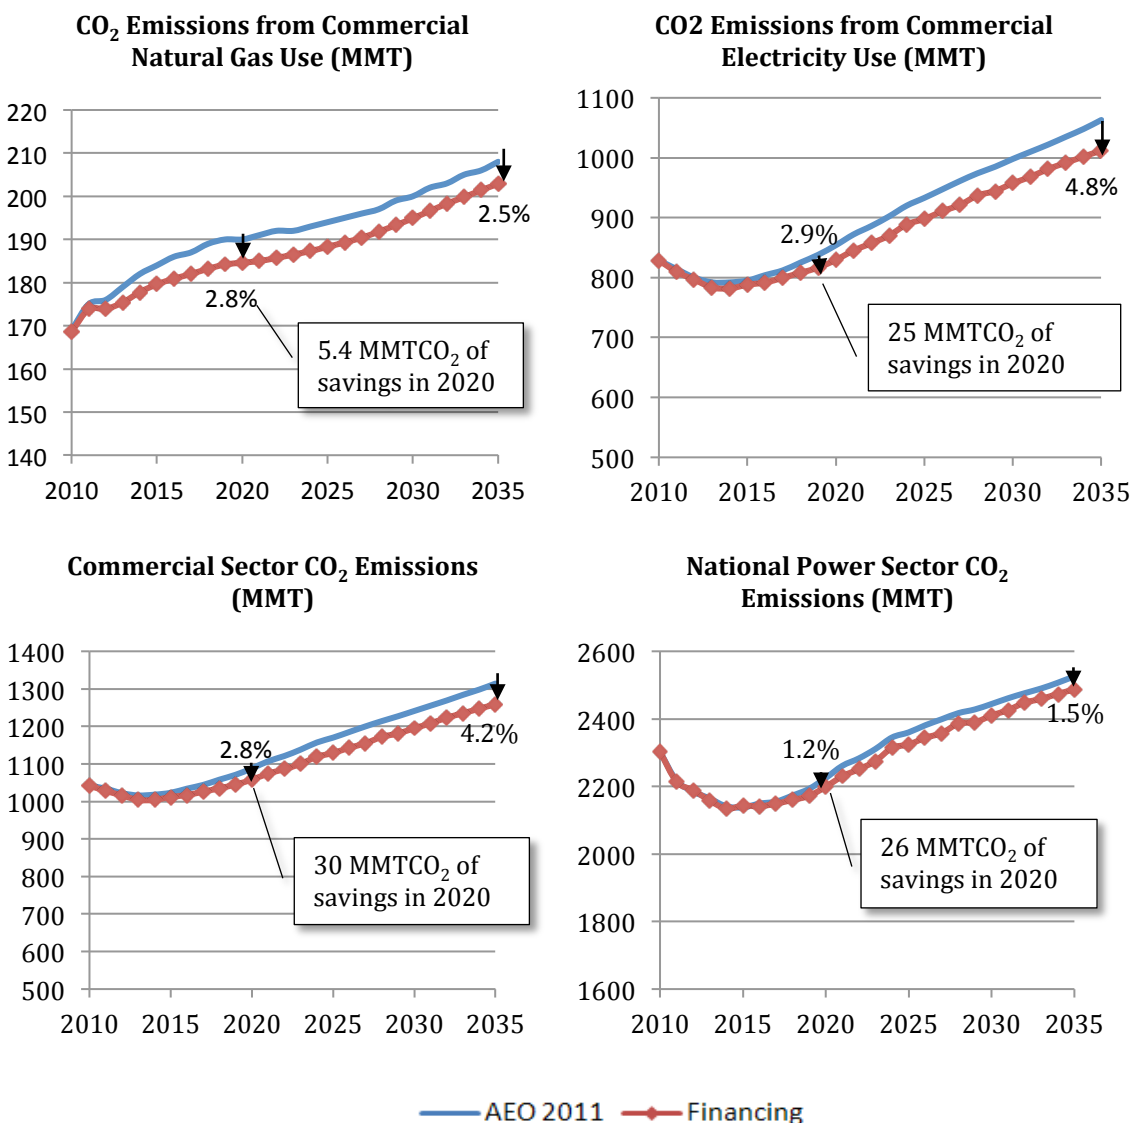 CO₂ Emissions from Commercial
Natural Gas Use (MMT)
220
210
200
190
180
170
160
150
140
2.8%
2.5%
5.4 MMTCO₂ of
savings in 2020
2010 2015 2020 2025 2030 2035
CO2 Emissions from Commercial
Electricity Use (MMT)
1100
1000
900
800
700
600
500
2.9%
4.8%
25 MMTCO₂ of
savings in 2020
2010 2015 2020 2025 2030 2035
Commercial Sector CO₂ Emissions
(MMT)
1400
1300
1200
1100
1000
900
800
700
600
500
2.8%
4.2%
30 MMTCO₂ of
savings in 2020
2010 2015 2020 2025 2030 2035
National Power Sector CO₂
Emissions (MMT)
2600
2400
2200
2000
1800
1600
1.2%
1.5%
26 MMTCO₂ of
savings in 2020
2010 2015 2020 2025 2030 2035
AEO 2011 Financing